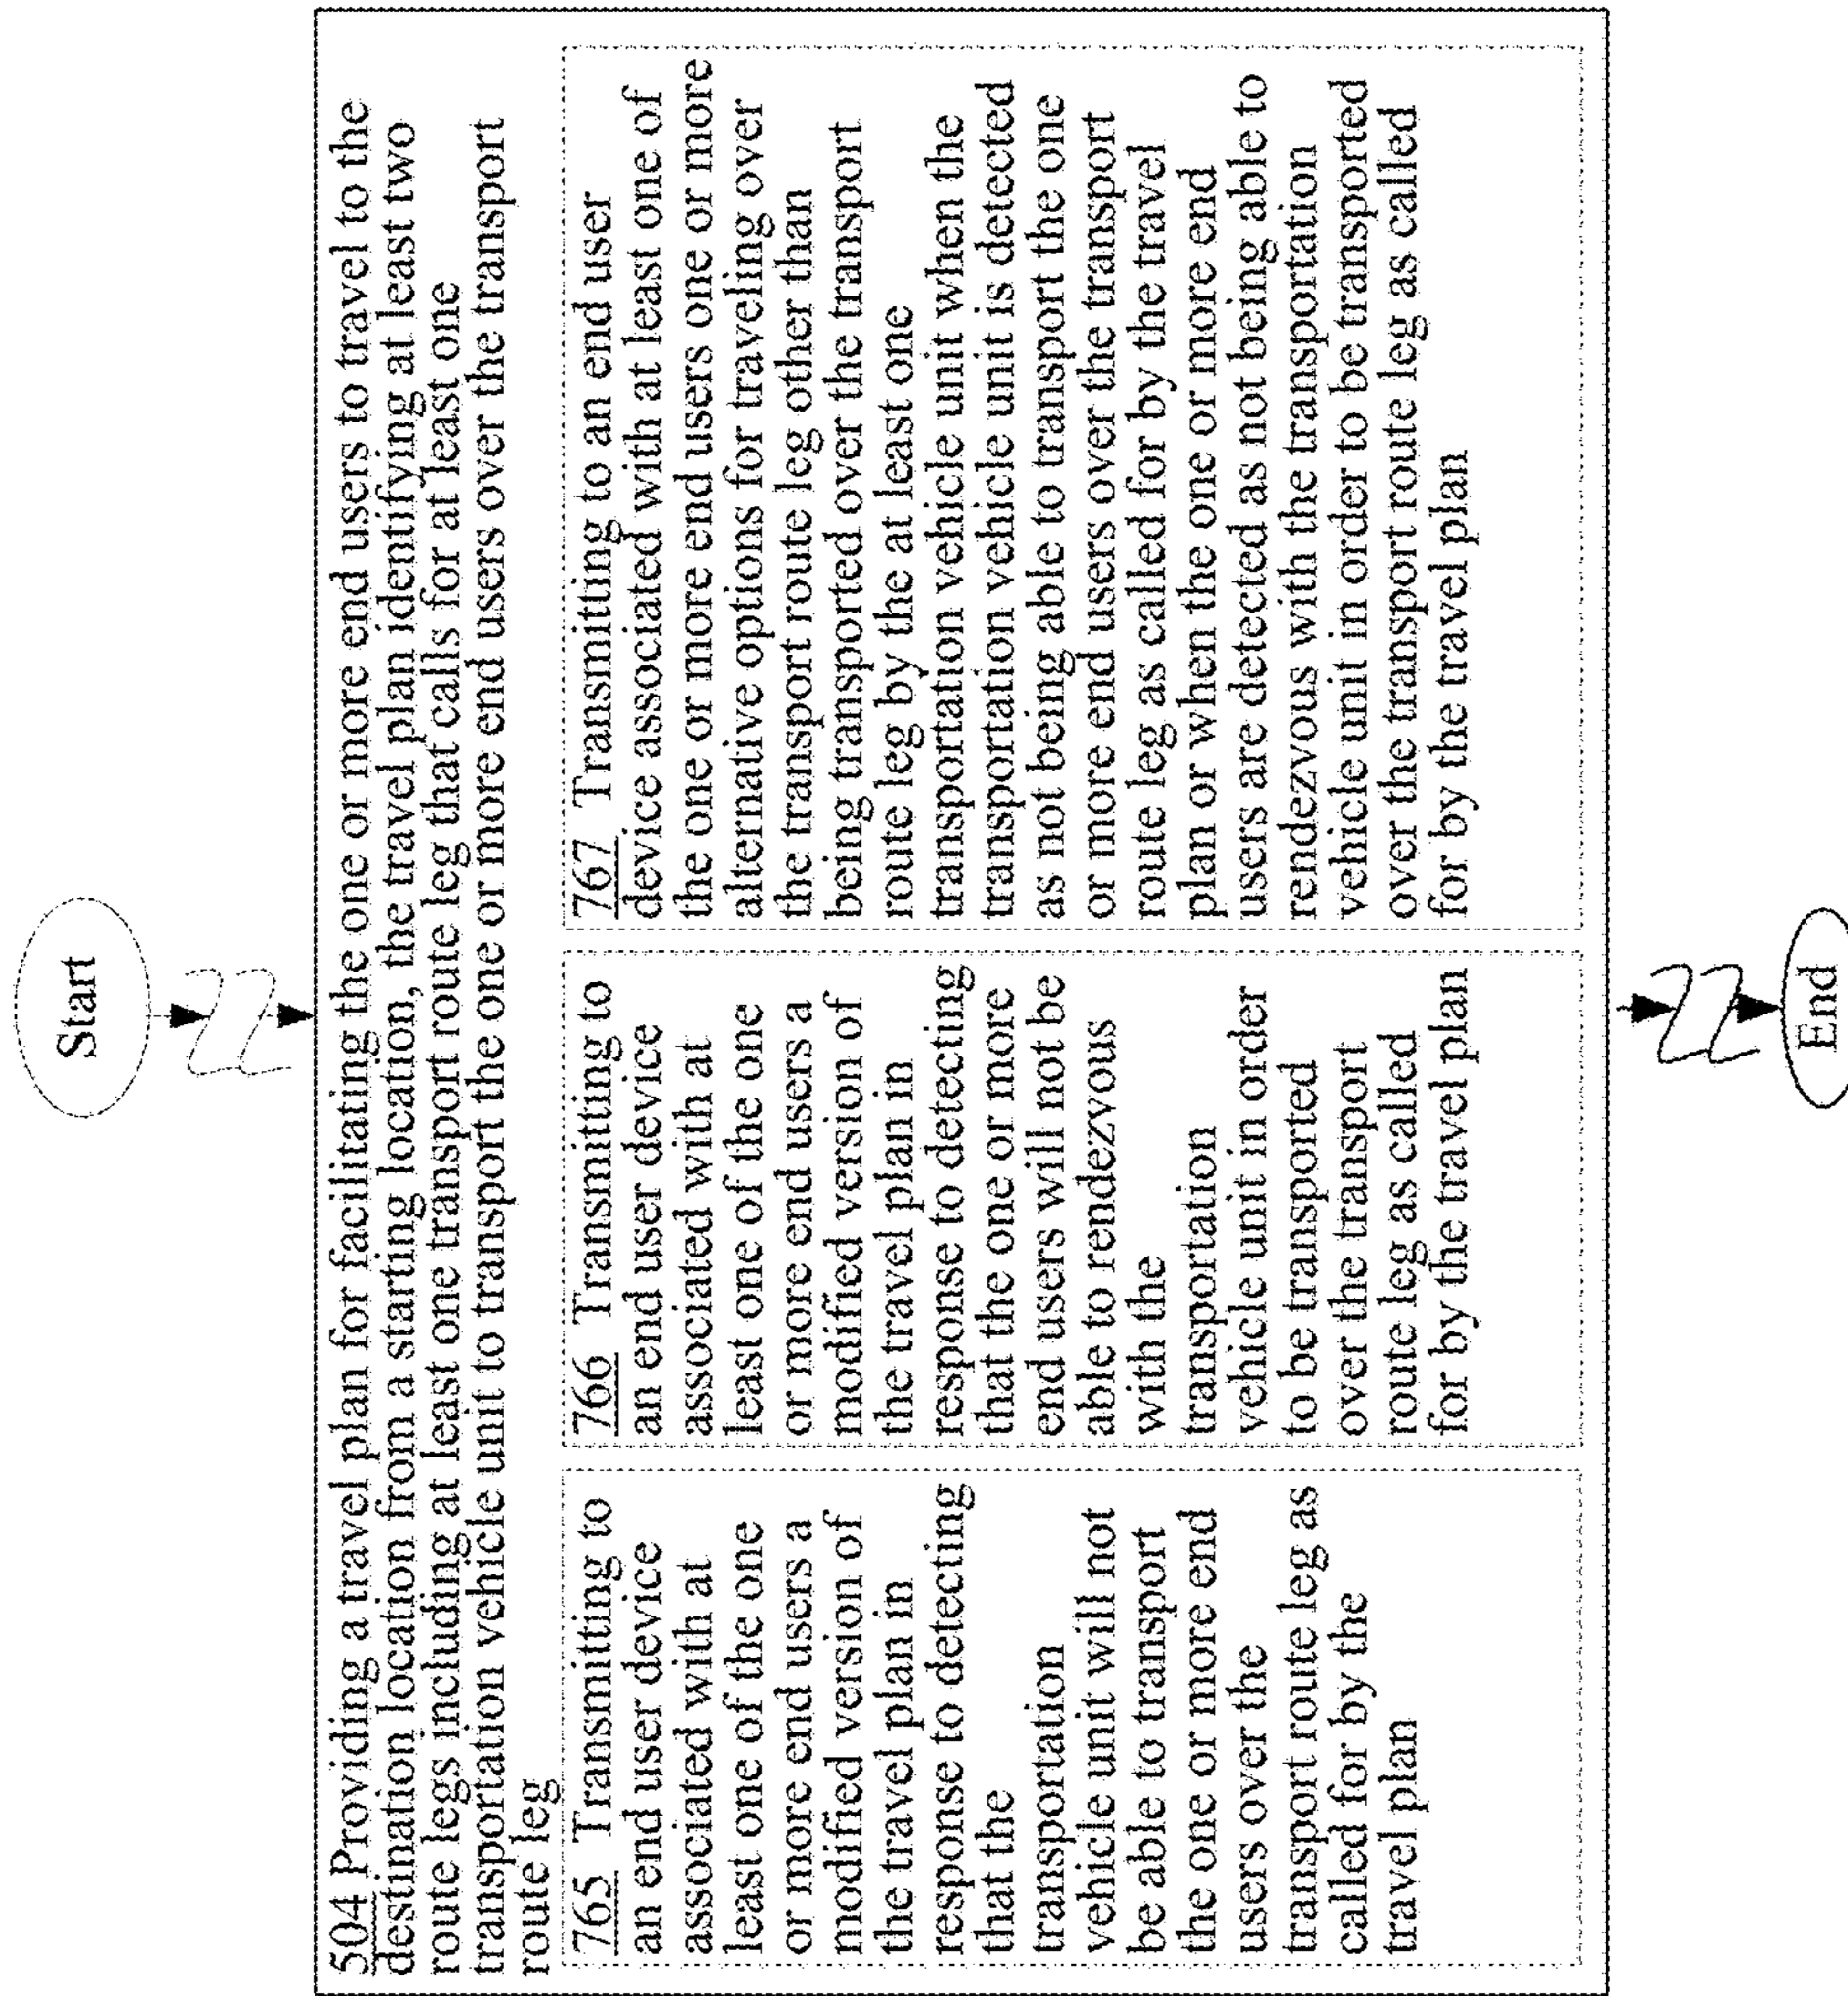 Start
504 Providing a travel plan for facilitating the one or more end users to travel to the
destination location from a starting location, the travel plan identifying at least two
route legs including at least one transport route leg that calls for at least one
transportation vehicle unit to transport the one or more end users over the transport
route leg
765 Transmitting to
an end user device
associated with at
least one of the one
or more end users a
modified version of
the travel plan in
response to detecting
that the
transportation
vehicle unit will not
be able to transport
the one or more end
users over the
transport route leg as
called for by the
travel plan
766 Transmitting to
an end user device
associated with at
least one of the one
or more end users a
modified version of
the travel plan in
response to detecting
that the one or more
end users will not be
able to rendezvous
with the
transportation
vehicle unit in order
to be transported
over the transport
route leg as called
for by the travel plan
767 Transmitting to an end user
device associated with at least one of
the one or more end users one or more
alternative options for traveling over
the transport route leg other than
being transported over the transport
route leg by the at least one
transportation vehicle unit when the
transportation vehicle unit is detected
as not being able to transport the one
or more end users over the transport
route leg as called for by the travel
plan or when the one or more end
users are detected as not being able to
rendezvous with the transportation
vehicle unit in order to be transported
over the transport route leg as called
for by the travel plan
End